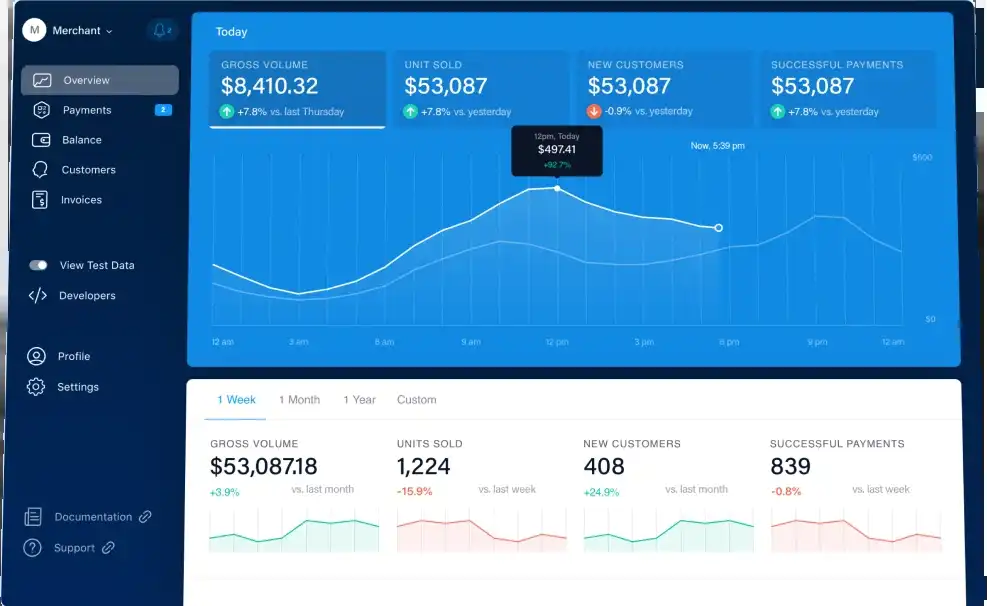 M Merchant 2
Overview
Payments 2
Balance
Customers
Invoices
View Test Data
Developers
Profile
Settings
Documentation
Support
Today
GROSS VOLUME
$8,410.32
+7.8% vs. last Thursday
UNIT SOLD
$53,087
+7.8% vs. yesterday
NEW CUSTOMERS
$53,087
-0.9% vs. yesterday
SUCCESSFUL PAYMENTS
$53,087
+7.8% vs. yesterday
12pm, Today
$497.41
+92.7%
Now, 5:39 pm
$500
$0
12 am 3 am 6 am 9 am 12 pm 3 pm 6 pm 9 pm 12 am
1 Week 1 Month 1 Year Custom
GROSS VOLUME
$53,087.18
+3.9% vs. last month
UNITS SOLD
1,224
-15.9% vs. last week
NEW CUSTOMERS
408
+24.9% vs. last month
SUCCESSFUL PAYMENTS
839
-0.8% vs. last week